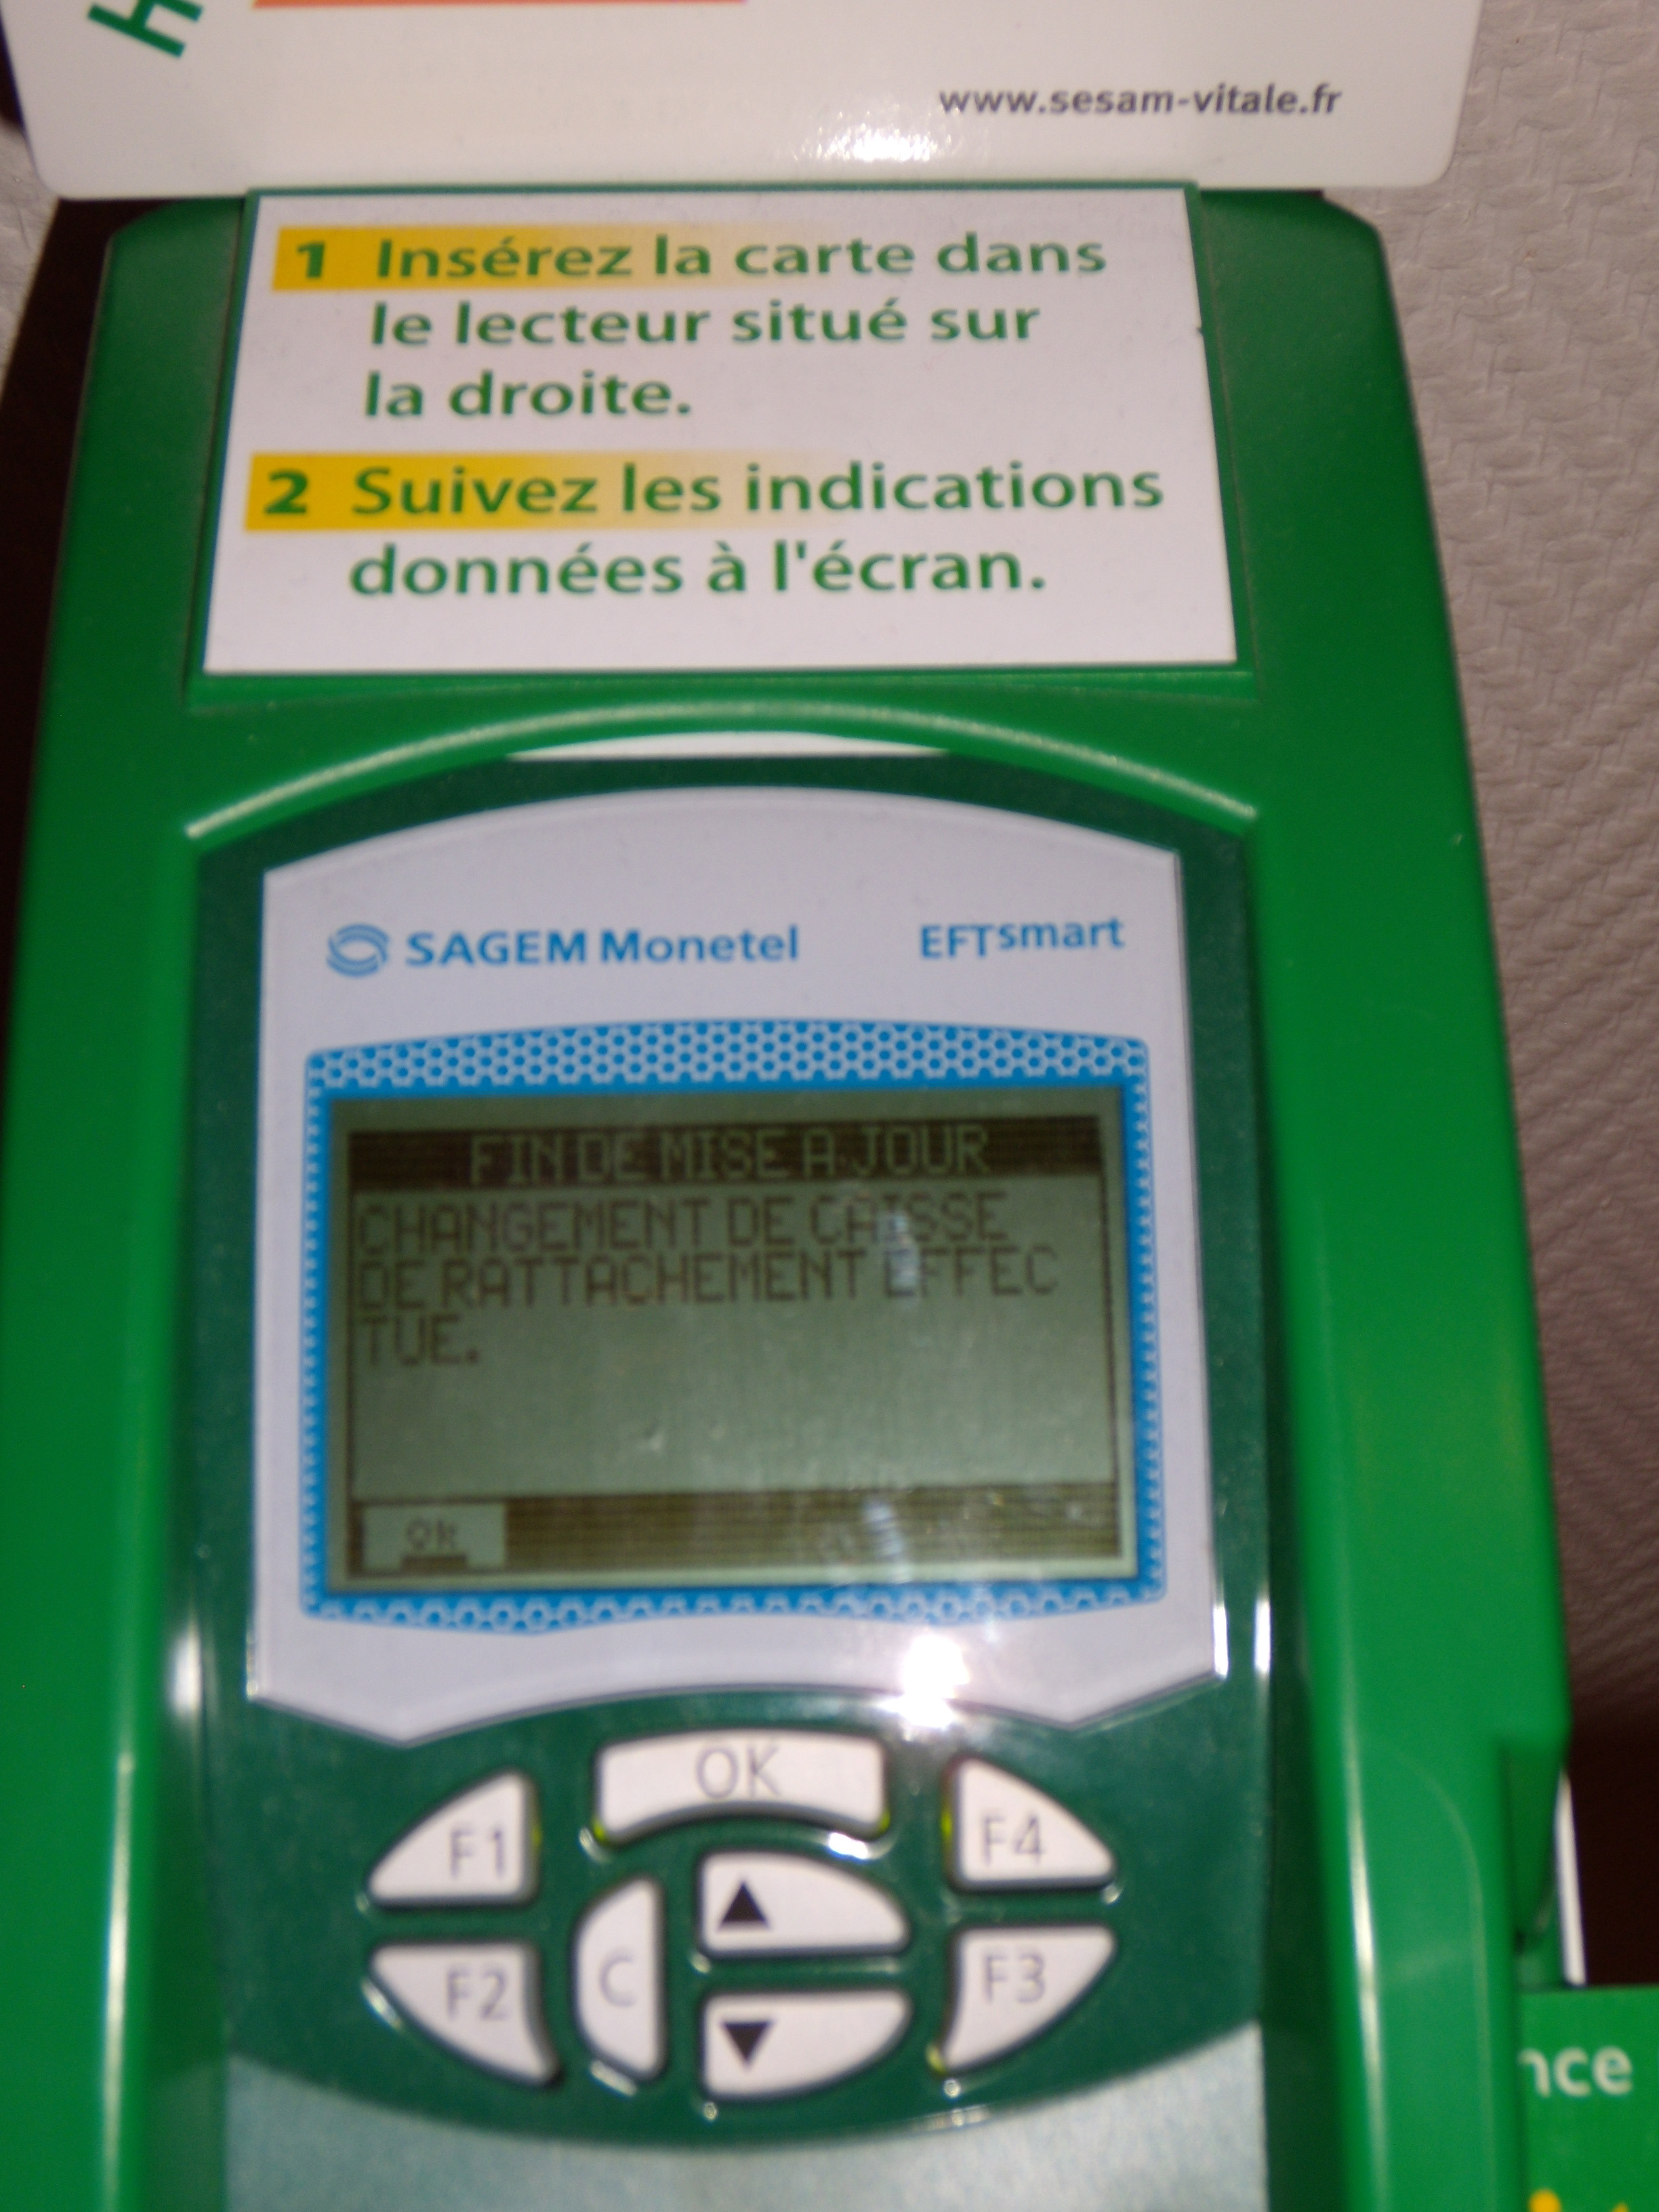 www.sesam-vitale.fr
1 Insérez la carte dans
le lecteur situé sur
la droite.
2 Suivez les indications
données à l'écran.
SAGEM Monetel EFTsmart
FIN DE MISE A JOUR
CHANGEMENT DE CAISSE
DE RATTACHEMENT EFFEC
TUE.
Ok
OK
F1 F4
C
F2 F3
nce